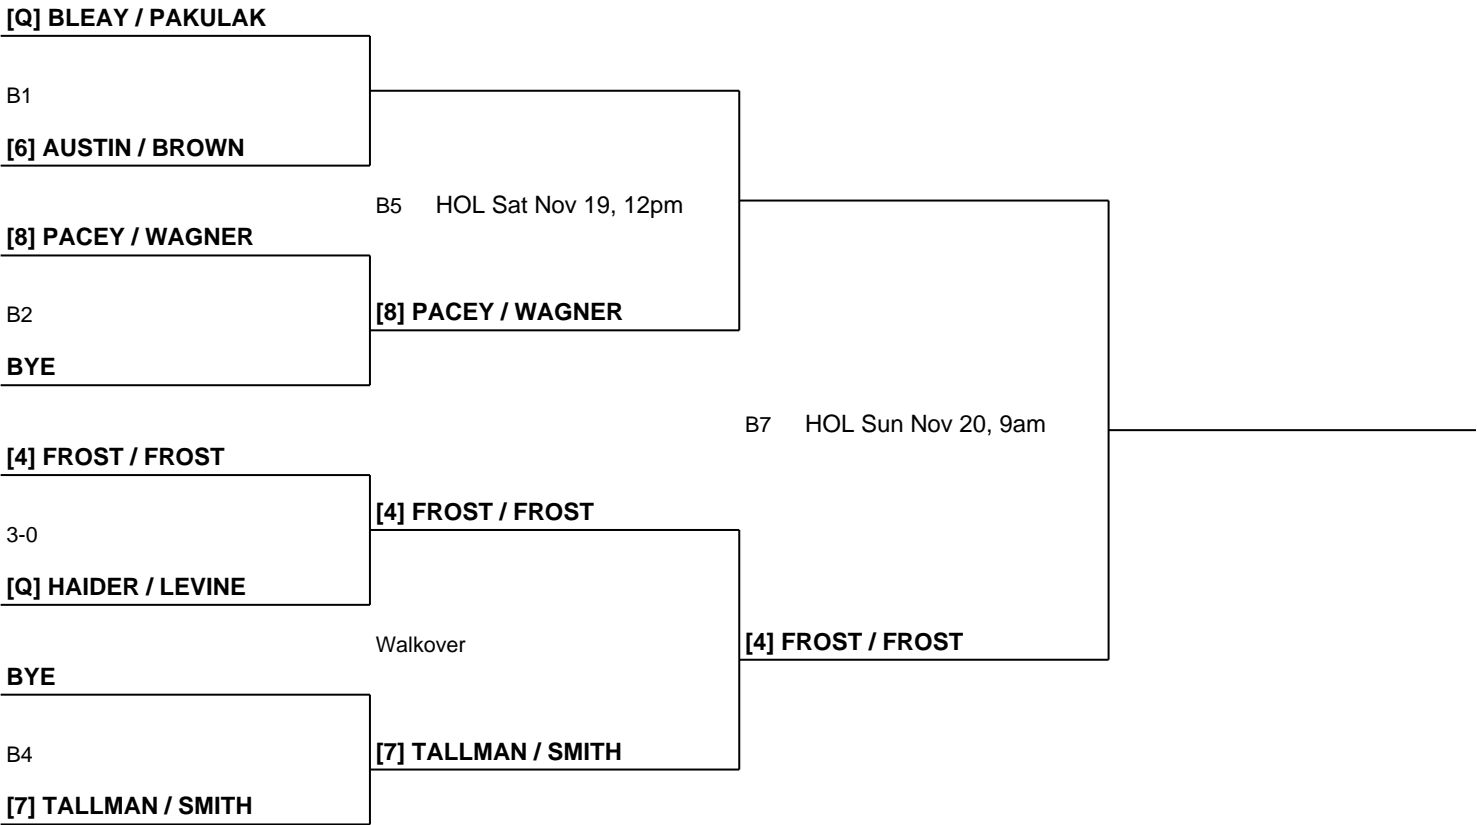 [Q] BLEAY / PAKULAK
B1
[6] AUSTIN / BROWN
B5 HOL Sat Nov 19, 12pm
[8] PACEY / WAGNER
B2
[8] PACEY / WAGNER
BYE
B7 HOL Sun Nov 20, 9am
[4] FROST / FROST
[4] FROST / FROST
3-0
[Q] HAIDER / LEVINE
Walkover
[4] FROST / FROST
BYE
B4
[7] TALLMAN / SMITH
[7] TALLMAN / SMITH